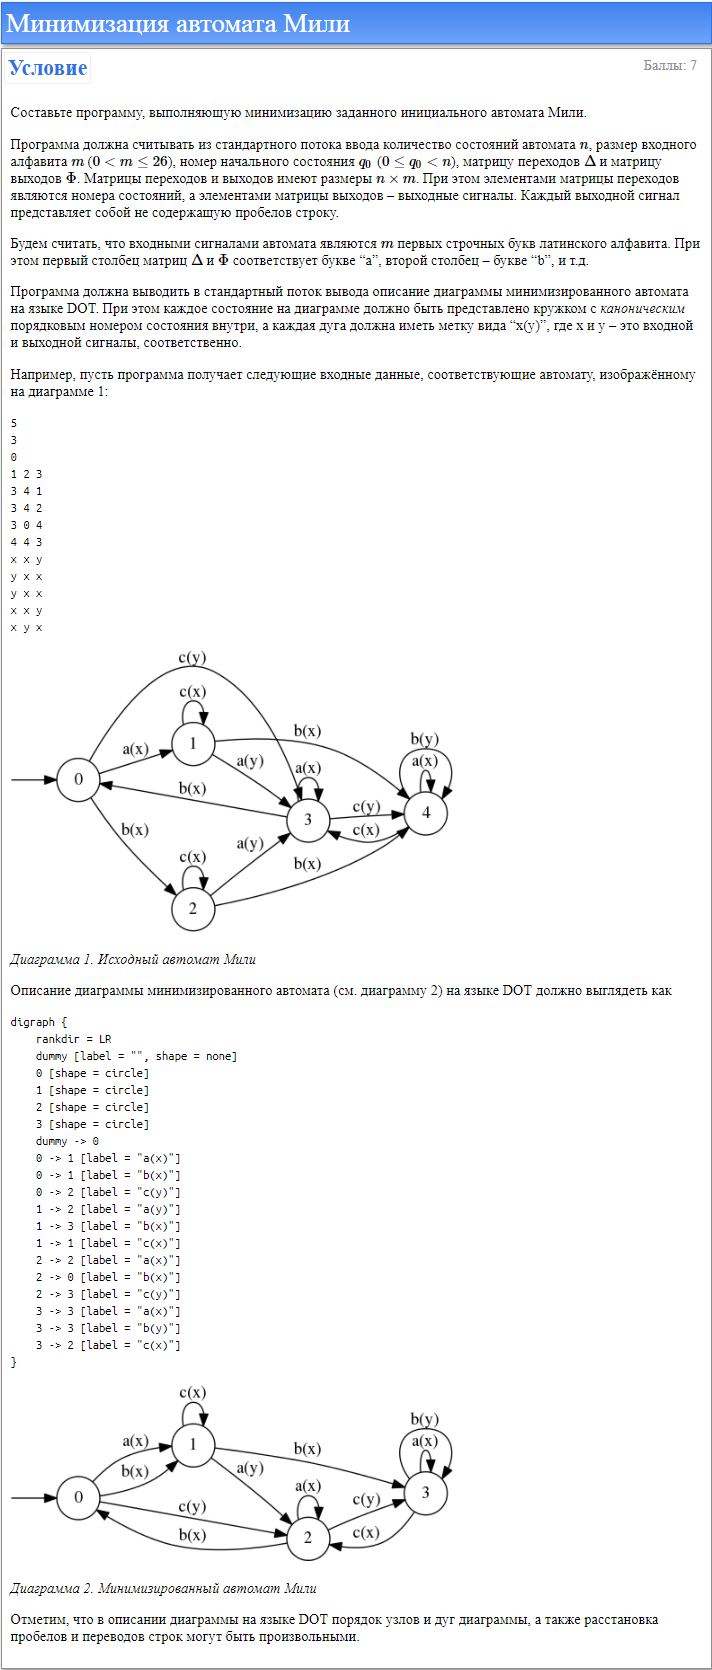 Минимизация автомата Мили
Условие
Баллы: 7
Составьте программу, выполняющую минимизацию заданного инициального автомата Мили.
Программа должна считывать из стандартного потока ввода количество состояний автомата n, размер входного
алфавита m (0 < m ≤ 26), номер начального состояния q₀ (0 ≤ q₀ < n), матрицу переходов Δ и матрицу
выходов Φ. Матрицы переходов и выходов имеют размеры n × m. При этом элементами матрицы переходов
являются номера состояний, а элементами матрицы выходов – выходные сигналы. Каждый выходной сигнал
представляет собой не содержащую пробелов строку.
Будем считать, что входными сигналами автомата являются m первых строчных букв латинского алфавита. При
этом первый столбец матриц Δ и Φ соответствует букве “a”, второй столбец – букве “b”, и т.д.
Программа должна выводить в стандартный поток вывода описание диаграммы минимизированного автомата
на языке DOT. При этом каждое состояние на диаграмме должно быть представлено кружком с каноническим
порядковым номером состояния внутри, а каждая дуга должна иметь метку вида “x(y)”, где x и y – это входной
и выходной сигналы, соответственно.
Например, пусть программа получает следующие входные данные, соответствующие автомату, изображённому
на диаграмме 1:
5
3
0
1 2 3
3 4 1
3 4 2
3 0 4
4 4 3
x x y
y x x
y x x
x x y
x y x
c(y)
c(x)
1
b(x)
b(y)
a(x)
a(y)
a(x)
a(x)
0
b(x)
3
c(y)
4
b(x)
a(y)
c(x)
c(x)
b(x)
2
Диаграмма 1. Исходный автомат Мили
Описание диаграммы минимизированного автомата (см. диаграмму 2) на языке DOT должно выглядеть как
digraph {
    rankdir = LR
    dummy [label = "", shape = none]
    0 [shape = circle]
    1 [shape = circle]
    2 [shape = circle]
    3 [shape = circle]
    dummy -> 0
    0 -> 1 [label = "a(x)"]
    0 -> 1 [label = "b(x)"]
    0 -> 2 [label = "c(y)"]
    1 -> 2 [label = "a(y)"]
    1 -> 3 [label = "b(x)"]
    1 -> 1 [label = "c(x)"]
    2 -> 2 [label = "a(x)"]
    2 -> 0 [label = "b(x)"]
    2 -> 3 [label = "c(y)"]
    3 -> 3 [label = "a(x)"]
    3 -> 3 [label = "b(y)"]
    3 -> 2 [label = "c(x)"]
}
c(x)
b(y)
a(x)
1
b(x)
a(x)
b(x)
a(y)
0
a(x)
3
c(y)
c(y)
b(x)
2
c(x)
Диаграмма 2. Минимизированный автомат Мили
Отметим, что в описании диаграммы на языке DOT порядок узлов и дуг диаграммы, а также расстановка
пробелов и переводов строк могут быть произвольными.